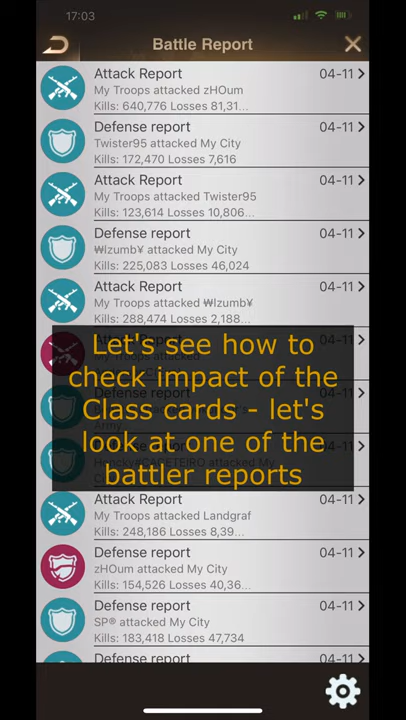 17:03
Battle Report
Attack Report 04-11
My Troops attacked zHOum
Kills: 640,776 Losses 81,31...
Defense report 04-11
Twister95 attacked My City
Kills: 172,470 Losses 7,616
Attack Report 04-11
My Troops attacked Twister95
Kills: 123,614 Losses 10,806...
Defense report 04-11
₩lzumb¥ attacked My City
Kills: 225,083 Losses 46,024
Attack Report 04-11
My Troops attacked ₩lzumb¥
Kills: 288,474 Losses 2,188...
Let's see how to
check impact of the
Class cards - let's
look at one of the
battler reports
Attack Report 04-11
My Troops attacked Landgraf
Kills: 248,186 Losses 8,39...
Defense report 04-11
zHOum attacked My City
Kills: 154,526 Losses 40,36...
Defense report 04-11
SP® attacked My City
Kills: 183,418 Losses 47,734
Defense report 04-11